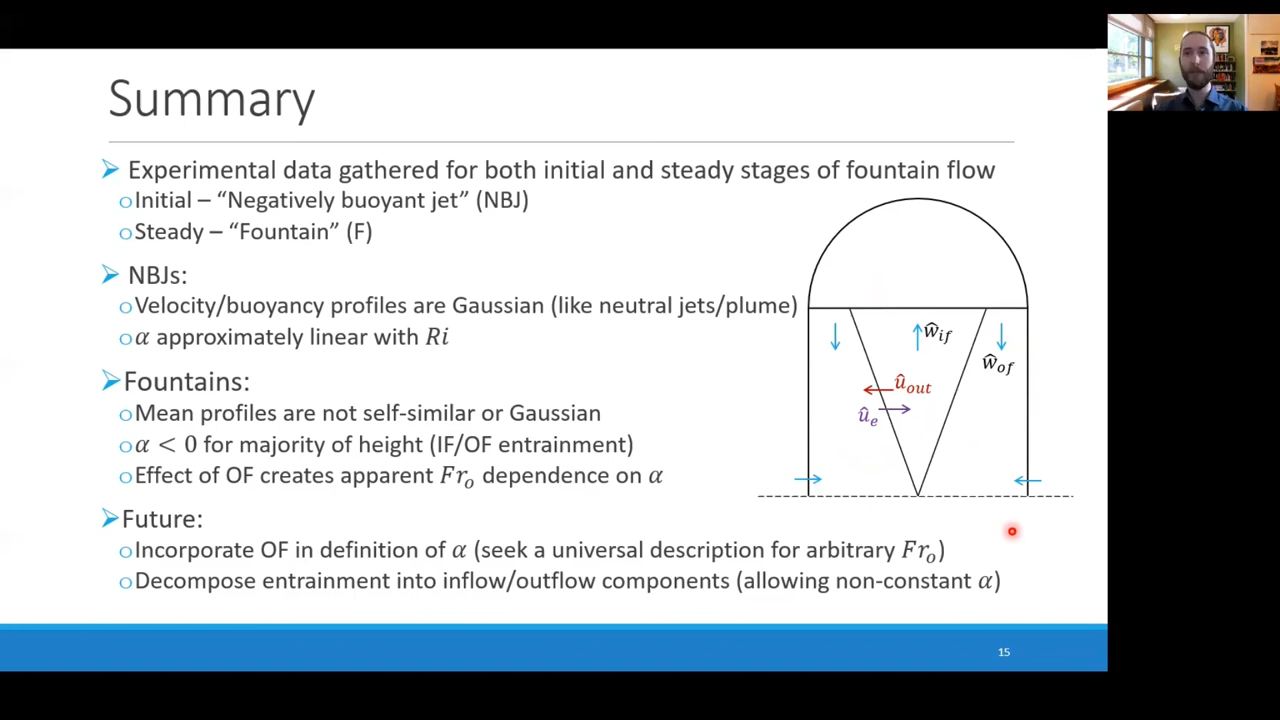 Summary
➢ Experimental data gathered for both initial and steady stages of fountain flow
o Initial – “Negatively buoyant jet” (NBJ)
o Steady – “Fountain” (F)
➢ NBJs:
o Velocity/buoyancy profiles are Gaussian (like neutral jets/plume)
o α approximately linear with Ri
➢ Fountains:
o Mean profiles are not self-similar or Gaussian
o α < 0 for majority of height (IF/OF entrainment)
o Effect of OF creates apparent Fr_o dependence on α
➢ Future:
o Incorporate OF in definition of α (seek a universal description for arbitrary Fr_o)
o Decompose entrainment into inflow/outflow components (allowing non-constant α)
ŵ_if
ŵ_of
û_out
û_e
15